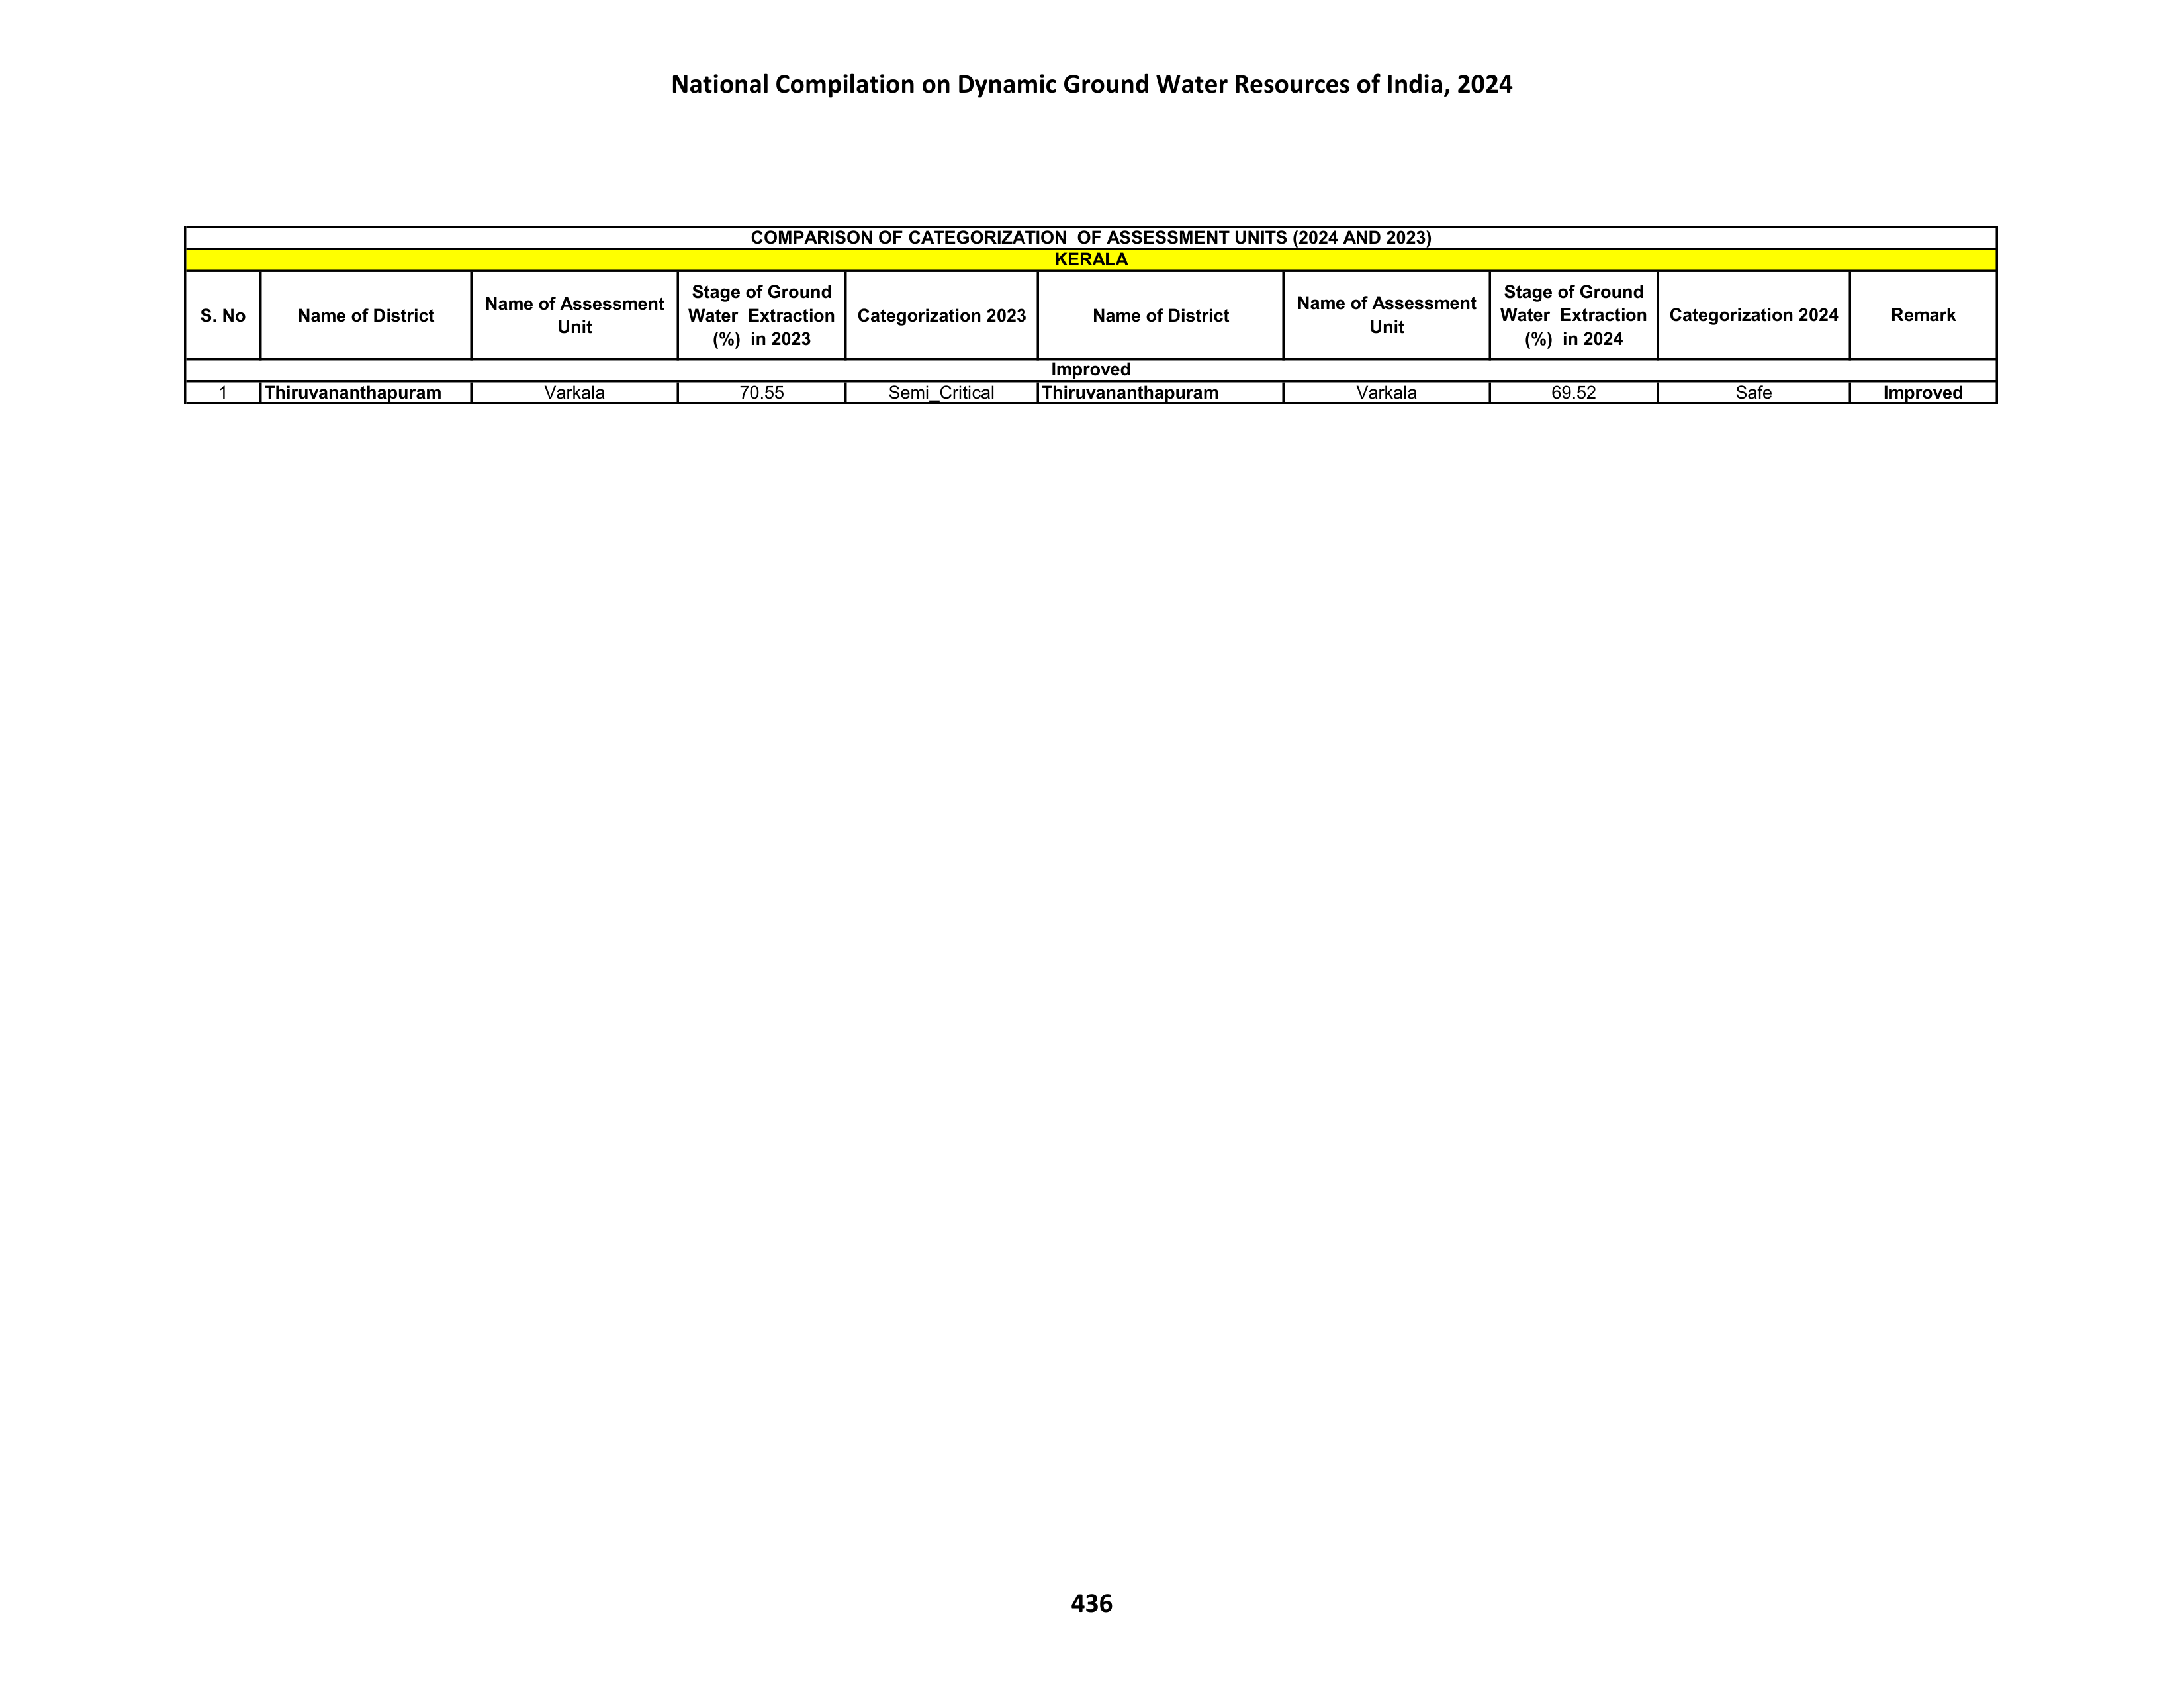 National Compilation on Dynamic Ground Water Resources of India, 2024
COMPARISON OF CATEGORIZATION OF ASSESSMENT UNITS (2024 AND 2023)
KERALA
S. No Name of District Name of Assessment Unit Stage of Ground Water Extraction (%) in 2023 Categorization 2023 Name of District Name of Assessment Unit Stage of Ground Water Extraction (%) in 2024 Categorization 2024 Remark
Improved
1 Thiruvananthapuram Varkala 70.55 Semi_Critical Thiruvananthapuram Varkala 69.52 Safe Improved
436